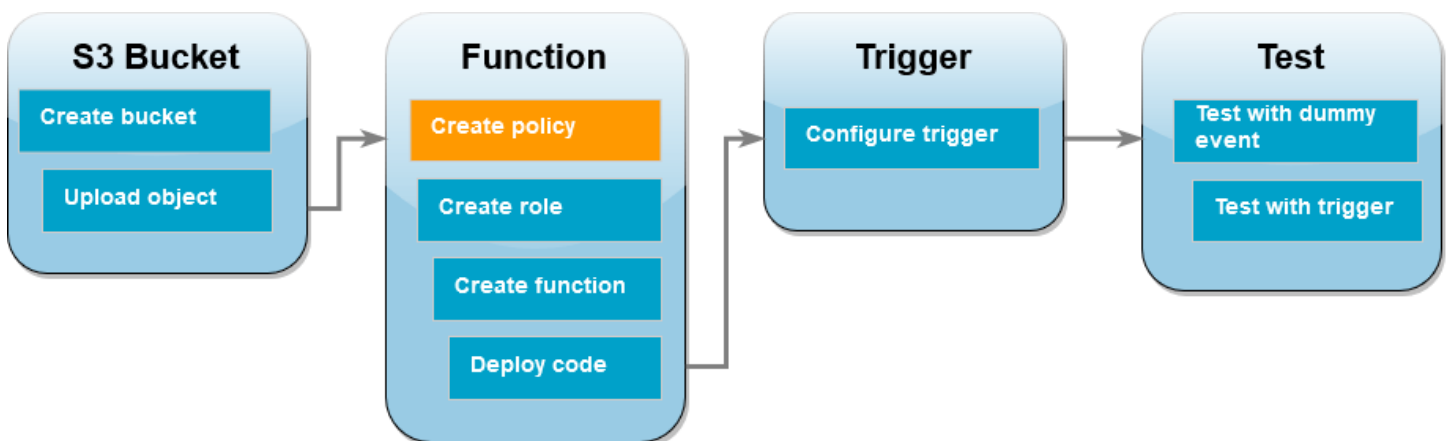 S3 Bucket
Create bucket
Upload object
Function
Create policy
Create role
Create function
Deploy code
Trigger
Configure trigger
Test
Test with dummy
event
Test with trigger